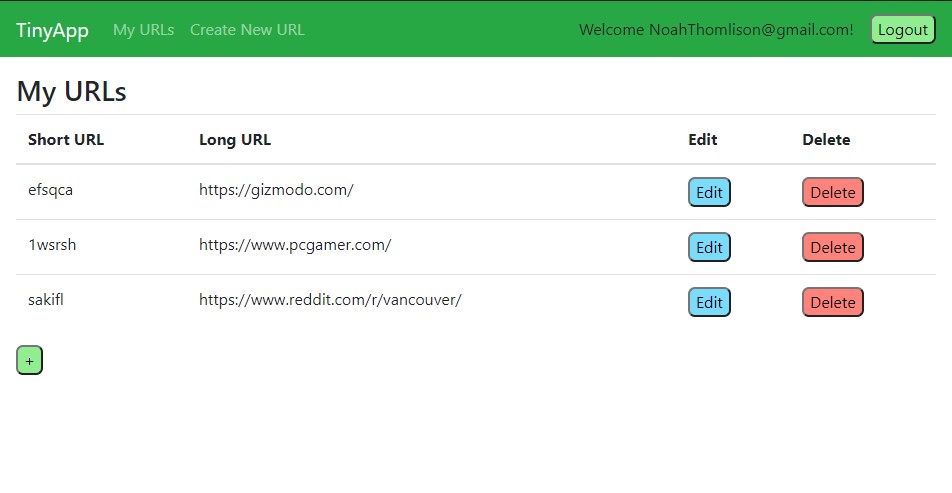 TinyApp My URLs Create New URL Welcome NoahThomlison@gmail.com! Logout
My URLs
Short URL Long URL Edit Delete
efsqca https://gizmodo.com/ Edit Delete
1wsrsh https://www.pcgamer.com/ Edit Delete
sakifl https://www.reddit.com/r/vancouver/ Edit Delete
+